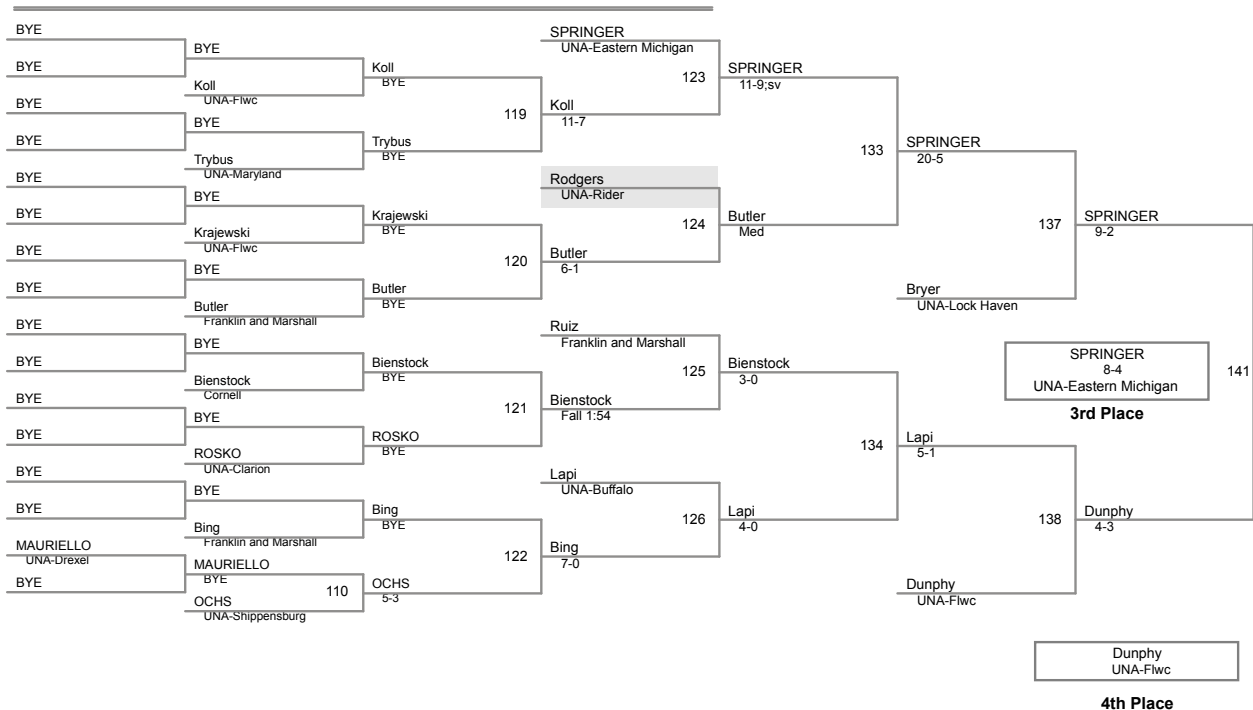 BYE
BYE
BYE
BYE
BYE
BYE
BYE
BYE
BYE
BYE
BYE
BYE
BYE
BYE
MAURIELLO
UNA-Drexel
BYE
BYE
Koll
UNA-Flwc
BYE
Trybus
UNA-Maryland
BYE
Krajewski
UNA-Flwc
BYE
Butler
Franklin and Marshall
BYE
Bienstock
Cornell
BYE
ROSKO
UNA-Clarion
BYE
Bing
Franklin and Marshall
MAURIELLO
BYE
110
OCHS
UNA-Shippensburg
Koll
BYE
119
Trybus
BYE
Krajewski
BYE
120
Butler
BYE
Bienstock
BYE
121
ROSKO
BYE
Bing
BYE
122
OCHS
5-3
SPRINGER
UNA-Eastern Michigan
123
Koll
11-7
Rodgers
UNA-Rider
124
Butler
6-1
Ruiz
Franklin and Marshall
125
Bienstock
Fall 1:54
Lapi
UNA-Buffalo
126
Bing
7-0
SPRINGER
11-9;sv
133
Butler
Med
Bienstock
3-0
134
Lapi
4-0
SPRINGER
20-5
137
Bryer
UNA-Lock Haven
Lapi
5-1
138
Dunphy
UNA-Flwc
SPRINGER
9-2
SPRINGER
8-4
UNA-Eastern Michigan
141
3rd Place
Dunphy
4-3
Dunphy
UNA-Flwc
4th Place